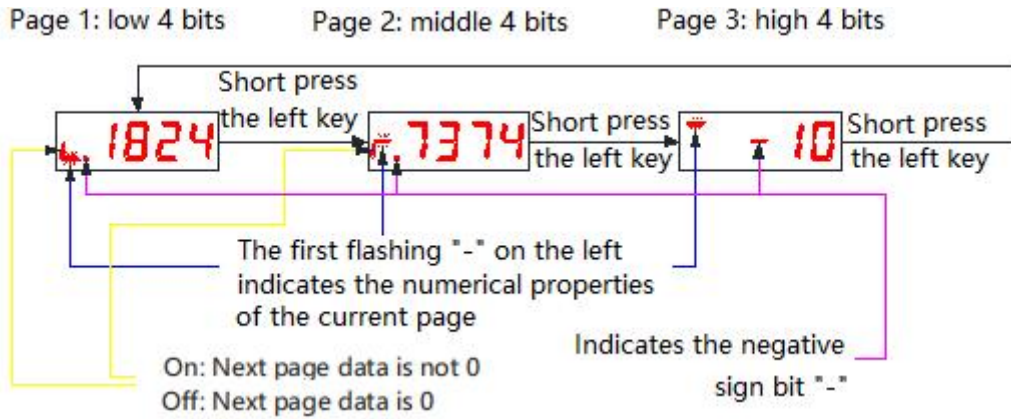 Page 1: low 4 bits
Page 2: middle 4 bits
Page 3: high 4 bits
Short press
the left key
1824
.7374
Short press
the left key
- 10
Short press
the left key
The first flashing "-" on the left
indicates the numerical properties
of the current page
Indicates the negative
sign bit "-"
On: Next page data is not 0
Off: Next page data is 0